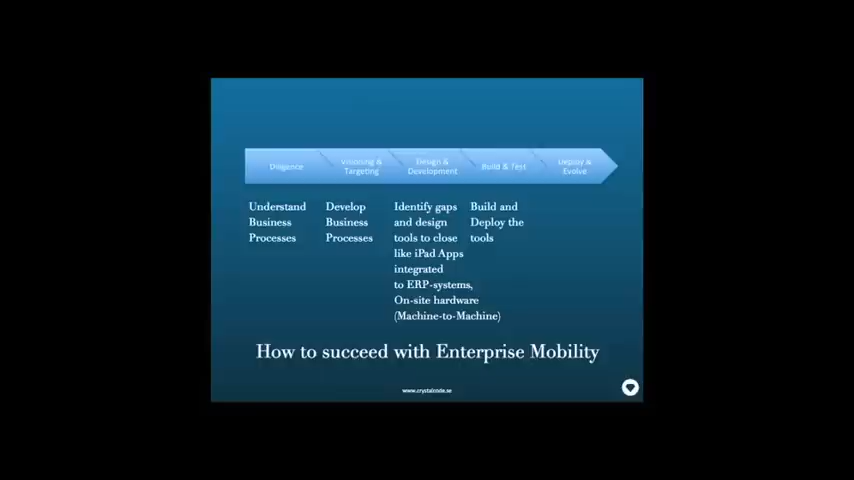 Diligence
Visioning &
Targeting
Design &
Development
Build & Test
Deploy &
Evolve
Understand
Business
Processes
Develop
Business
Processes
Identify gaps
and design
tools to close
like iPad Apps
integrated
to ERP-systems,
On-site hardware
(Machine-to-Machine)
Build and
Deploy the
tools
How to succeed with Enterprise Mobility
www.crystalcode.se